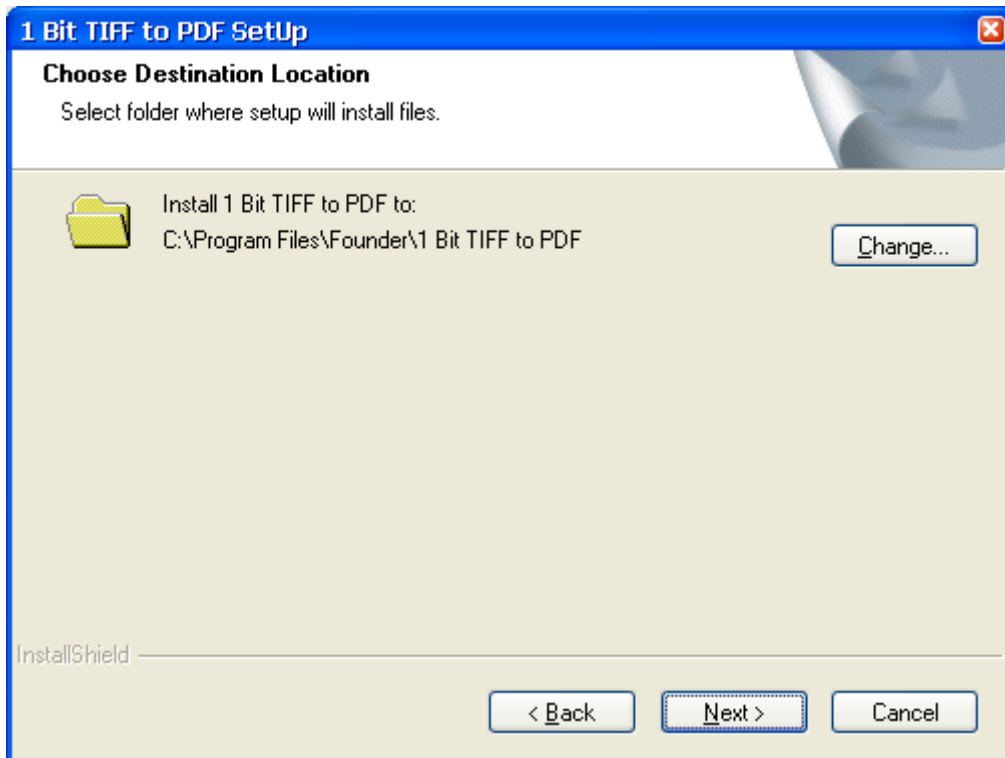 1 Bit TIFF to PDF SetUp
Choose Destination Location
Select folder where setup will install files.
Install 1 Bit TIFF to PDF to:
C:\Program Files\Founder\1 Bit TIFF to PDF
Change...
InstallShield
< Back
Next >
Cancel